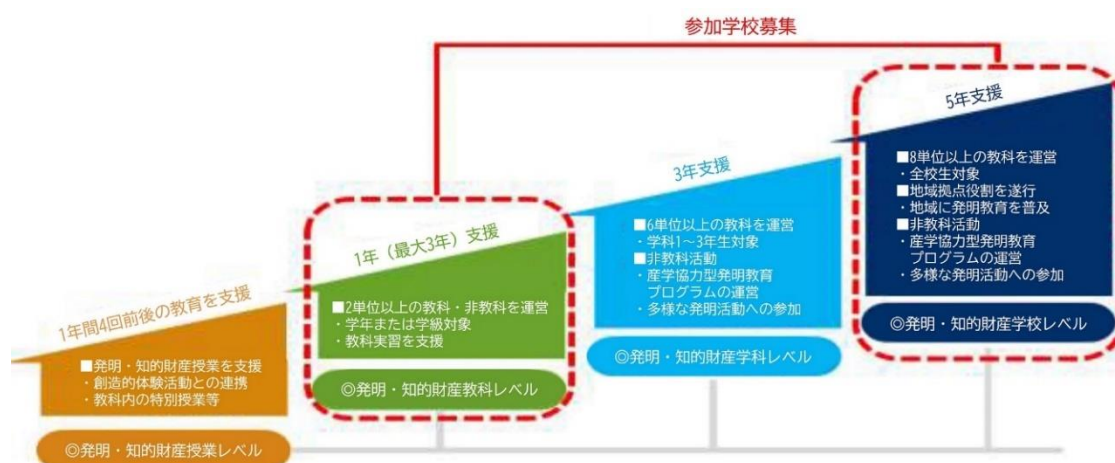 参加学校募集
1年間4回前後の教育を支援
■発明・知的財産授業を支援
・創造的体験活動との連携
・教科内の特別授業等
◎発明・知的財産授業レベル
1年（最大3年）支援
■2単位以上の教科・非教科を運営
・学年または学級対象
・教科実習を支援
◎発明・知的財産教科レベル
3年支援
■6単位以上の教科を運営
・学科1～3年生対象
■非教科活動
・産学協力型発明教育
プログラムの運営
・多様な発明活動への参加
◎発明・知的財産学科レベル
5年支援
■8単位以上の教科を運営
・全校生対象
■地域拠点役割を遂行
・地域に発明教育を普及
■非教科活動
・産学協力型発明教育
プログラムの運営
・多様な発明活動への参加
◎発明・知的財産学校レベル